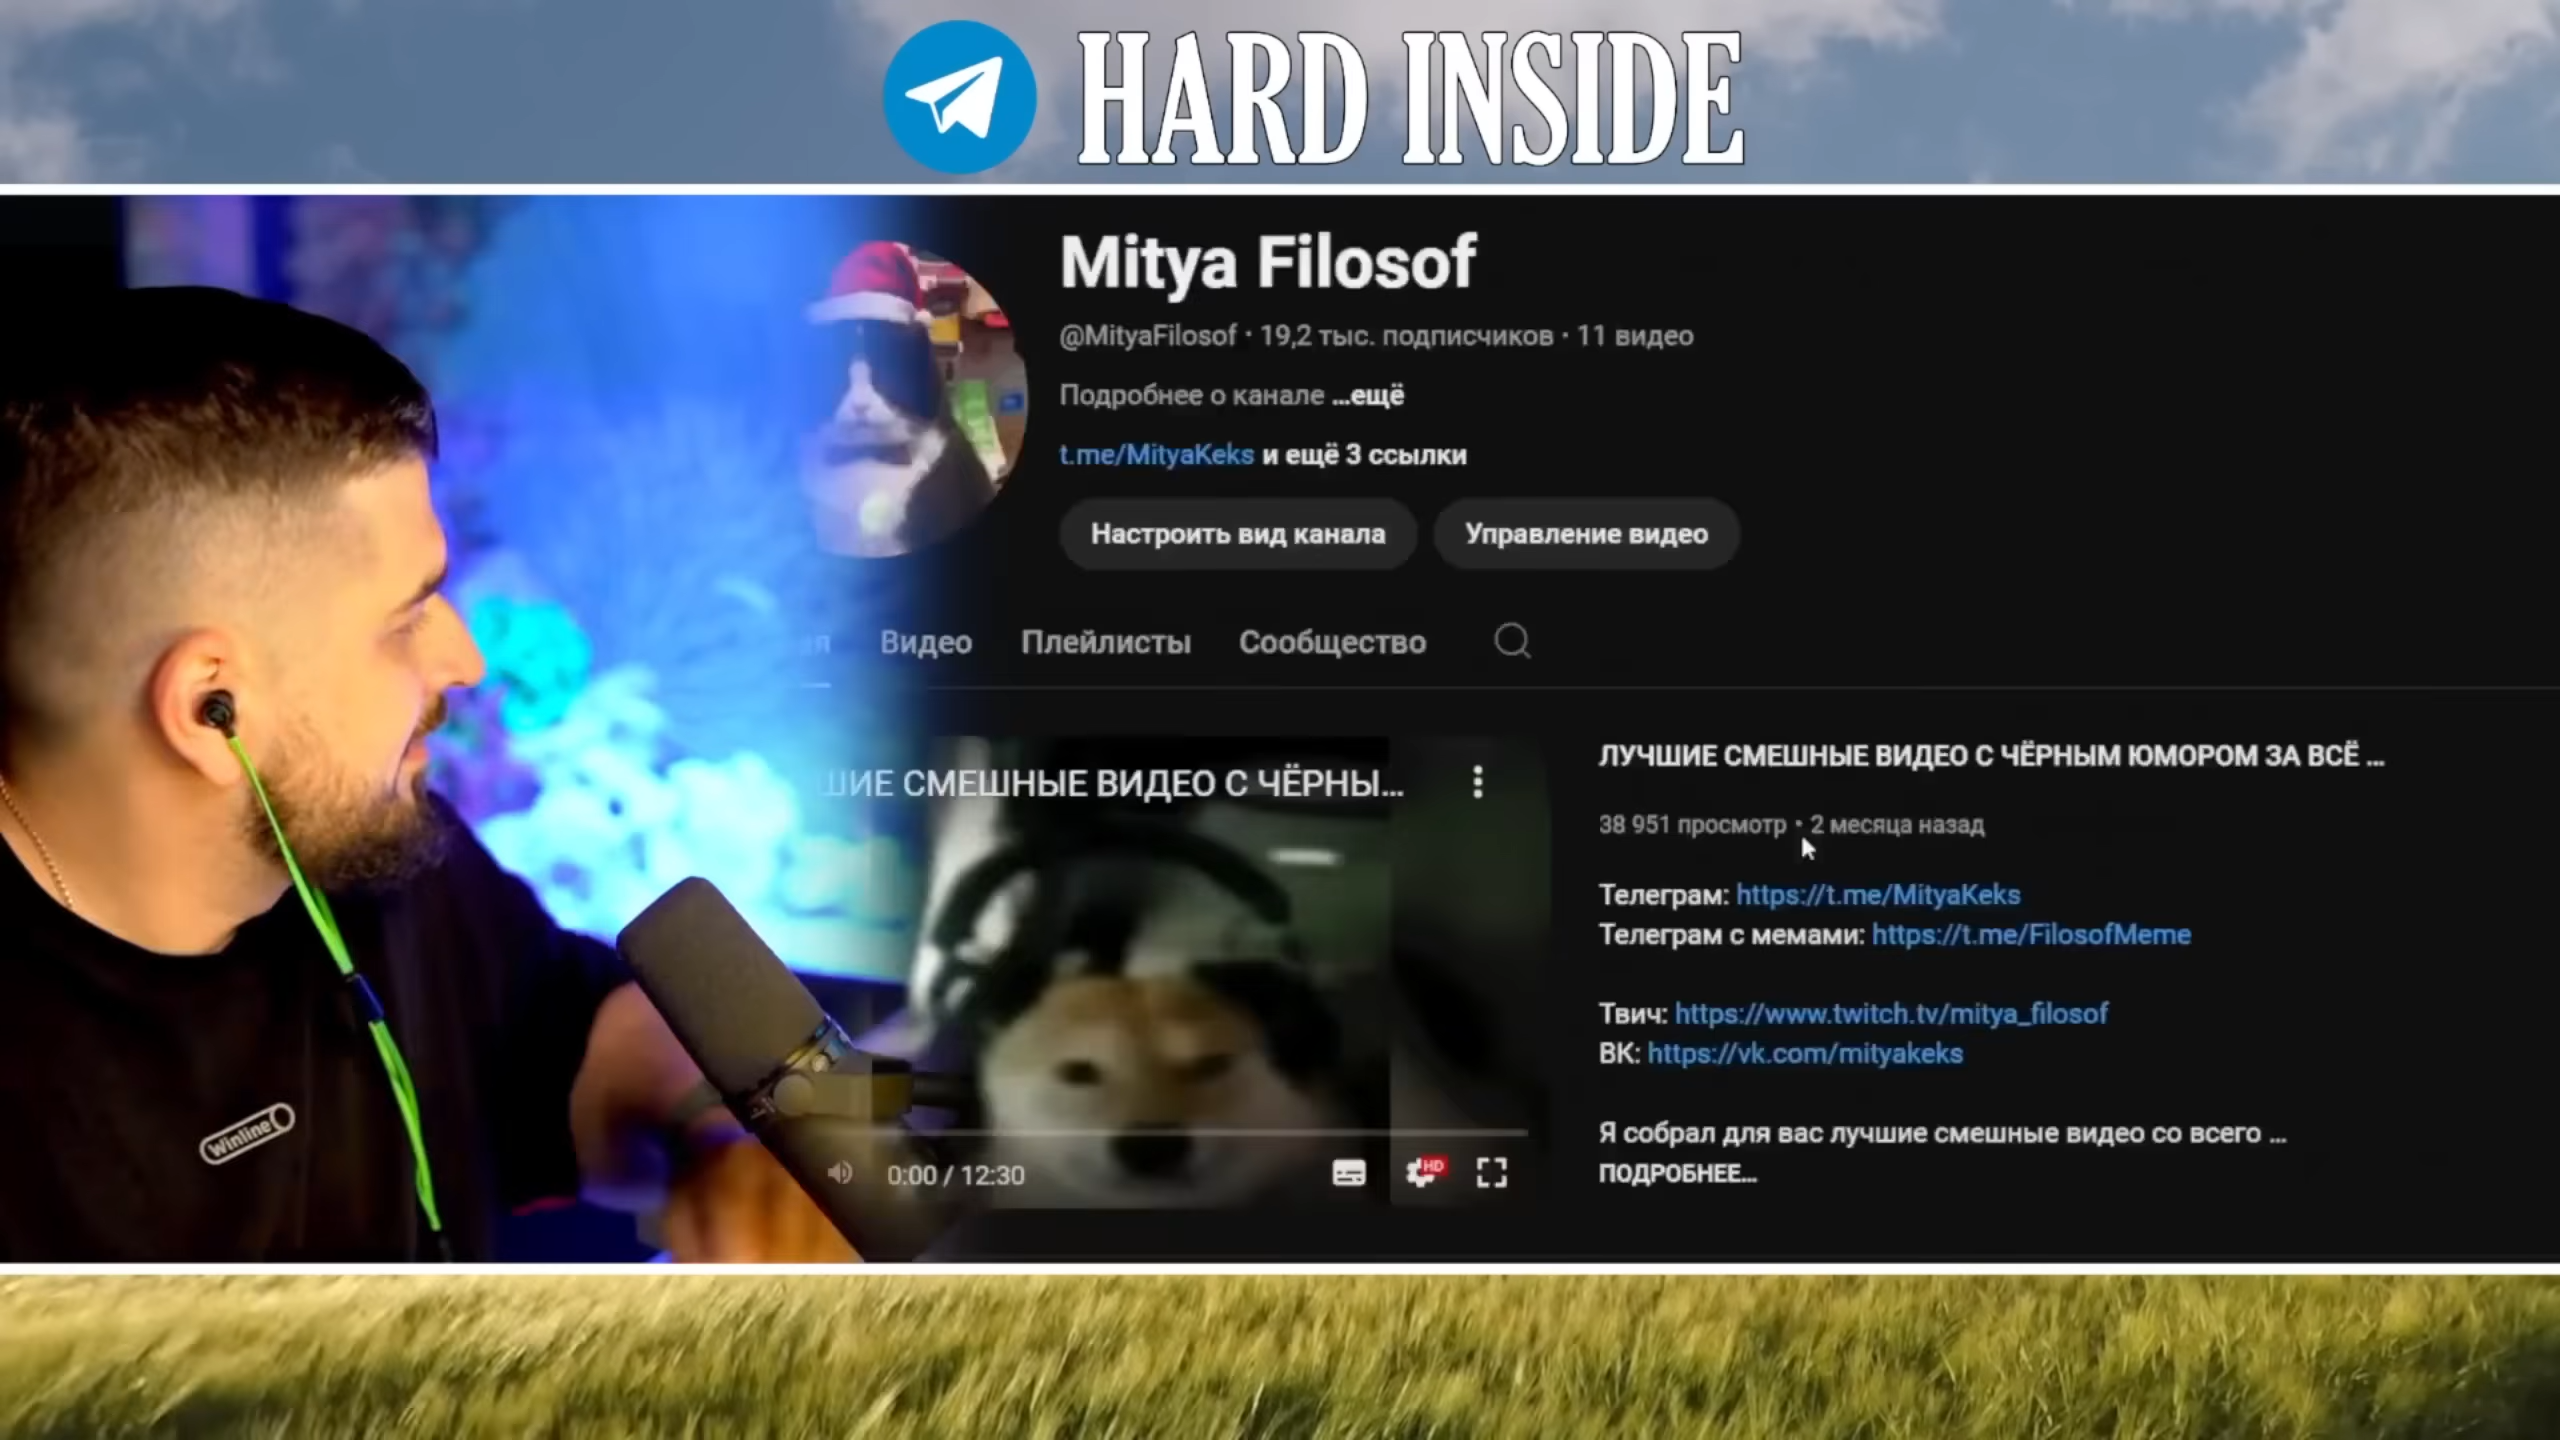 HARD INSIDE
Mitya Filosof
@MityaFilosof · 19,2 тыс. подписчиков · 11 видео
Подробнее о канале ...ещё
t.me/MityaKeks и ещё 3 ссылки
Настроить вид канала Управление видео
Видео Плейлисты Сообщество
СМЕШНЫЕ ВИДЕО С ЧЁРНЫ...
ЛУЧШИЕ СМЕШНЫЕ ВИДЕО С ЧЁРНЫМ ЮМОРОМ ЗА ВСЁ ...
38 951 просмотр · 2 месяца назад
Телеграм: https://t.me/MityaKeks
Телеграм с мемами: https://t.me/FilosofMeme
Твич: https://www.twitch.tv/mitya_filosof
ВК: https://vk.com/mityakeks
Я собрал для вас лучшие смешные видео со всего ...
ПОДРОБНЕЕ...
0:00 / 12:30
HD
Winline